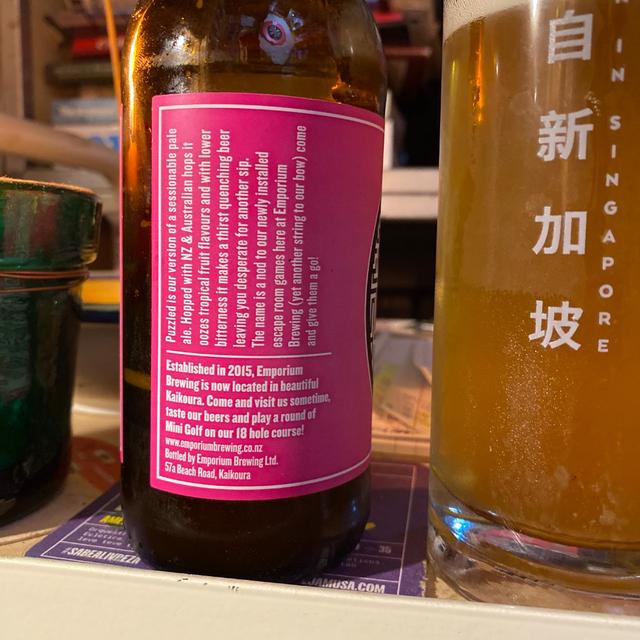 Puzzled is our version of a sessionable pale
ale. Hopped with NZ & Australian hops it
oozes tropical fruit flavours and with lower
bitterness it makes a thirst quenching beer
leaving you desperate for another sip.
The name is a nod to our newly installed
escape room games here at Emporium
Brewing (yet another string to our bow) come
and give them a go!
Established in 2015, Emporium
Brewing is now located in beautiful
Kaikoura. Come and visit us sometime,
taste our beers and play a round of
Mini Golf on our 18 hole course!
www.emporiumbrewing.co.nz
Bottled by Emporium Brewing Ltd.
57a Beach Road, Kaikoura
自新加坡
IN SINGAPORE
35
JAMUSA.COM